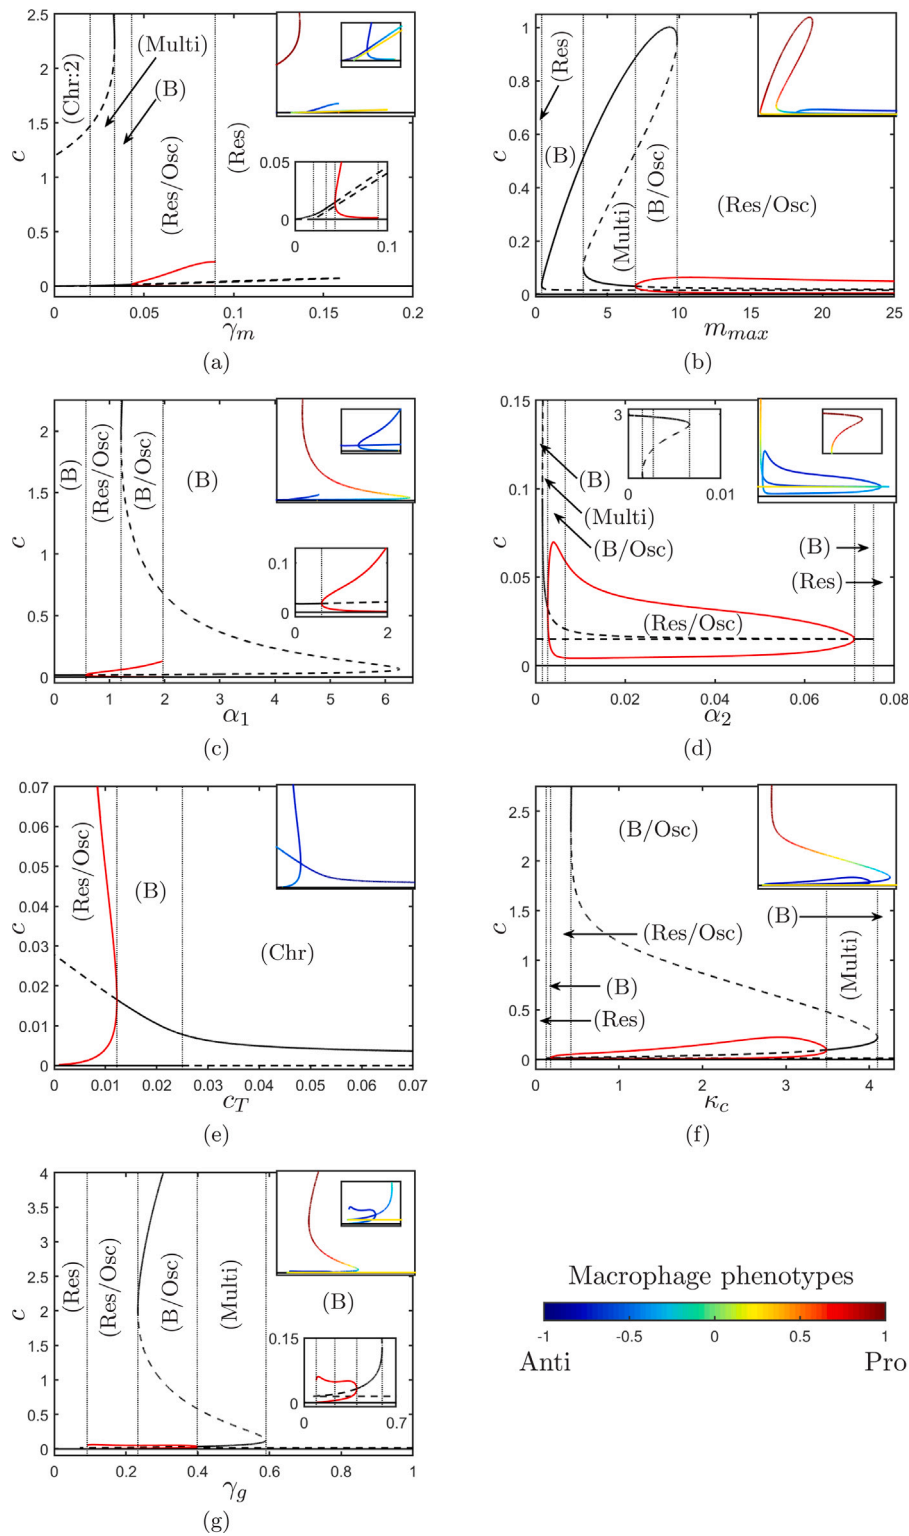 2.5
2
1.5
1
0.5
0
c
(Chr:2)
(Multi)
(B)
(Res/Osc)
(Res)
0.05
0
0
0.1
0
0.05
0.1
0.15
0.2
γm
(a)
1
0.8
0.6
0.4
0.2
0
c
(Res)
(B)
(Multi)
(B/Osc)
(Res/Osc)
0
5
10
15
20
25
mmax
(b)
2
1.5
1
0.5
0
c
(B)
(Res/Osc)
(B/Osc)
(B)
0.1
0
0
2
0
1
2
3
4
5
6
α1
(c)
0.15
0.1
0.05
0
c
3
0
0.01
(B)
(Multi)
(B/Osc)
(B)
(Res)
(Res/Osc)
0
0.02
0.04
0.06
0.08
α2
(d)
0.07
0.06
0.05
0.04
0.03
0.02
0.01
0
c
(Res/Osc)
(B)
(Chr)
0
0.01
0.02
0.03
0.04
0.05
0.06
0.07
cT
(e)
2.5
2
1.5
1
0.5
0
c
(B/Osc)
(B)
(Res/Osc)
(Multi)
(B)
(Res)
0
1
2
3
4
κc
(f)
4
3.5
3
2.5
2
1.5
1
0.5
0
c
(Res)
(Res/Osc)
(B/Osc)
(Multi)
(B)
0.15
0
0
0.7
0
0.2
0.4
0.6
0.8
1
γg
(g)
Macrophage phenotypes
-1
-0.5
0
0.5
1
Anti
Pro